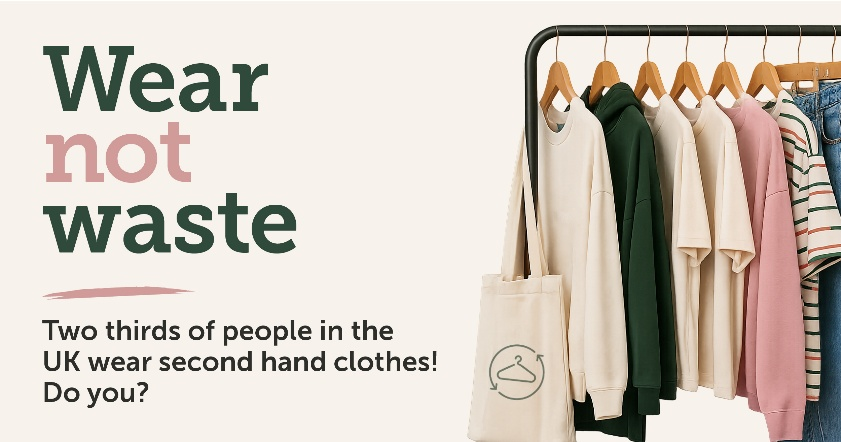 Wear
not
waste
Two thirds of people in the
UK wear second hand clothes!
Do you?